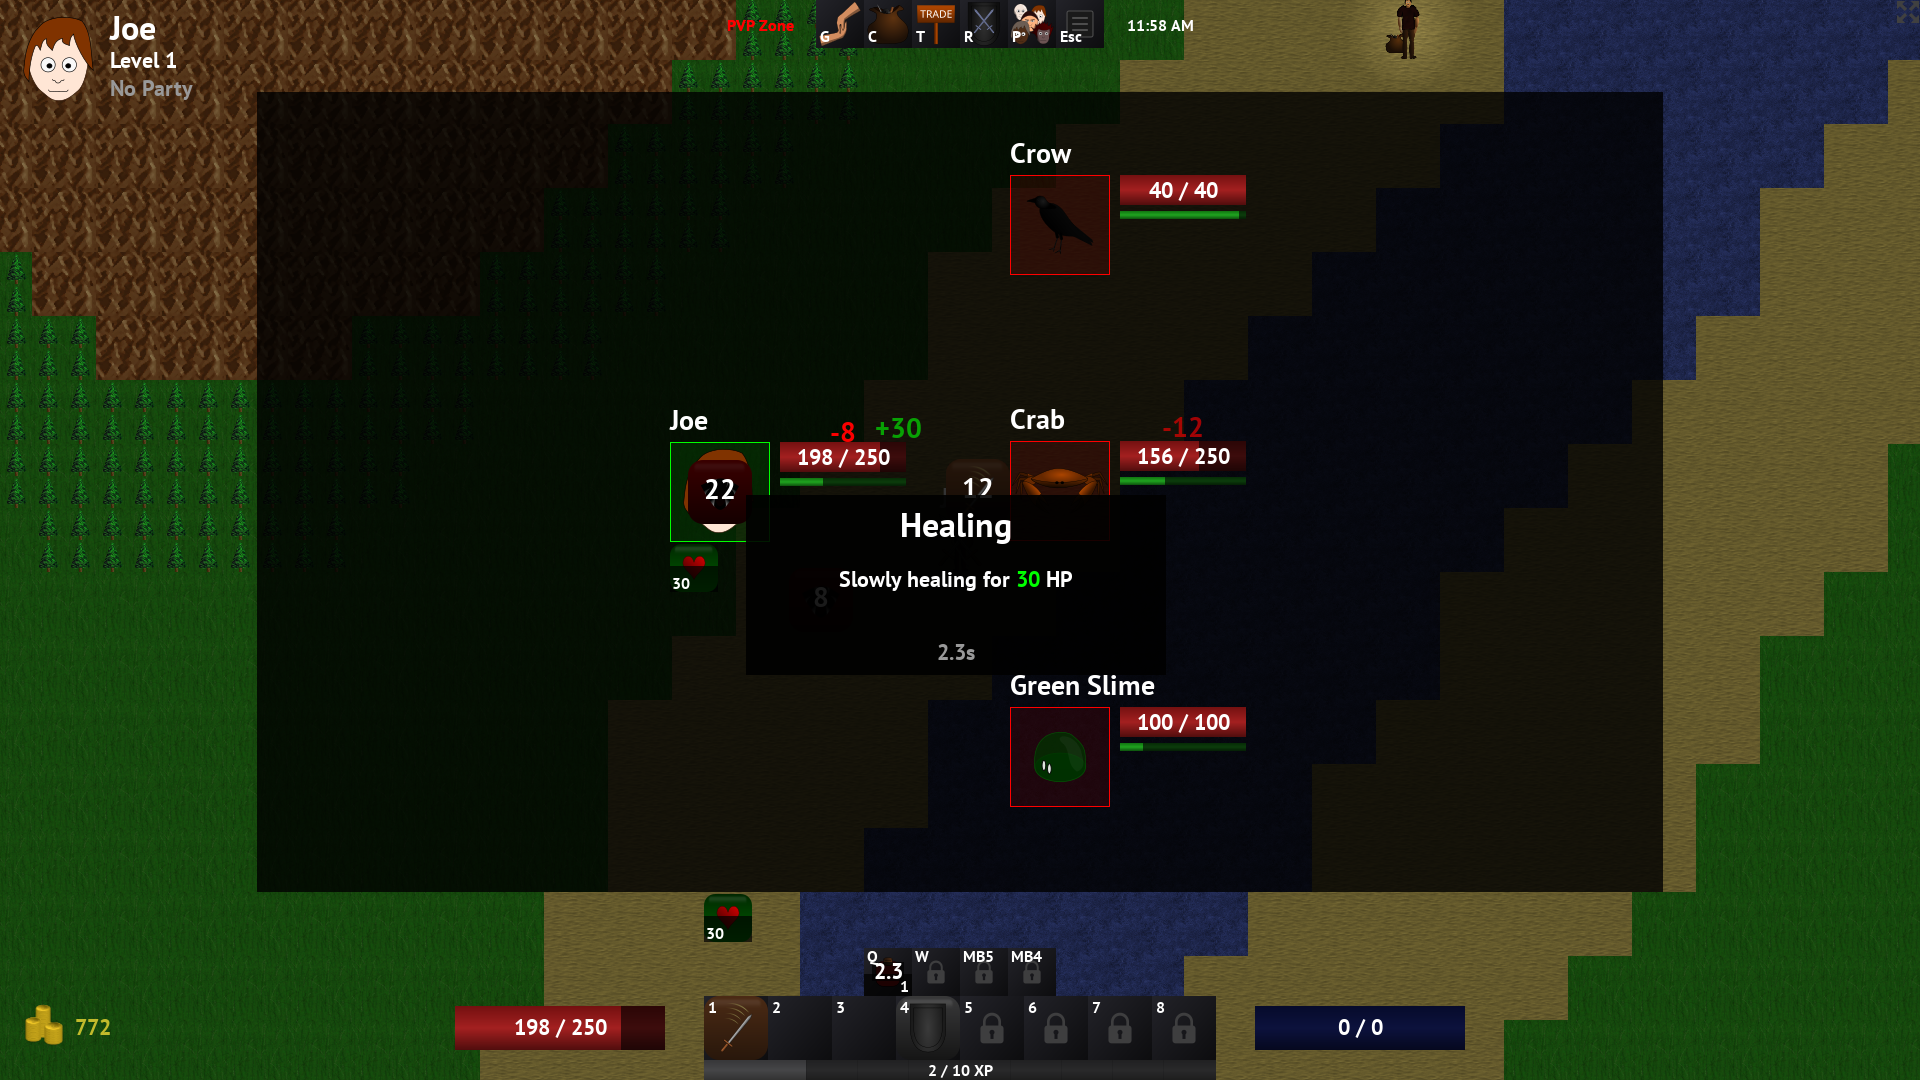 Joe
Level 1
No Party
PVP Zone
G
C
TRADE
T
R
P
Esc
11:58 AM
Crow
40 / 40
Joe
-8 +30
198 / 250
22
30
Crab
-12
156 / 250
12
Healing
Slowly healing for 30 HP
8
2.3s
Green Slime
100 / 100
30
Q
2.3
1
W
MB5
MB4
772
198 / 250
1 2 3 4 5 6 7 8
0 / 0
2 / 10 XP